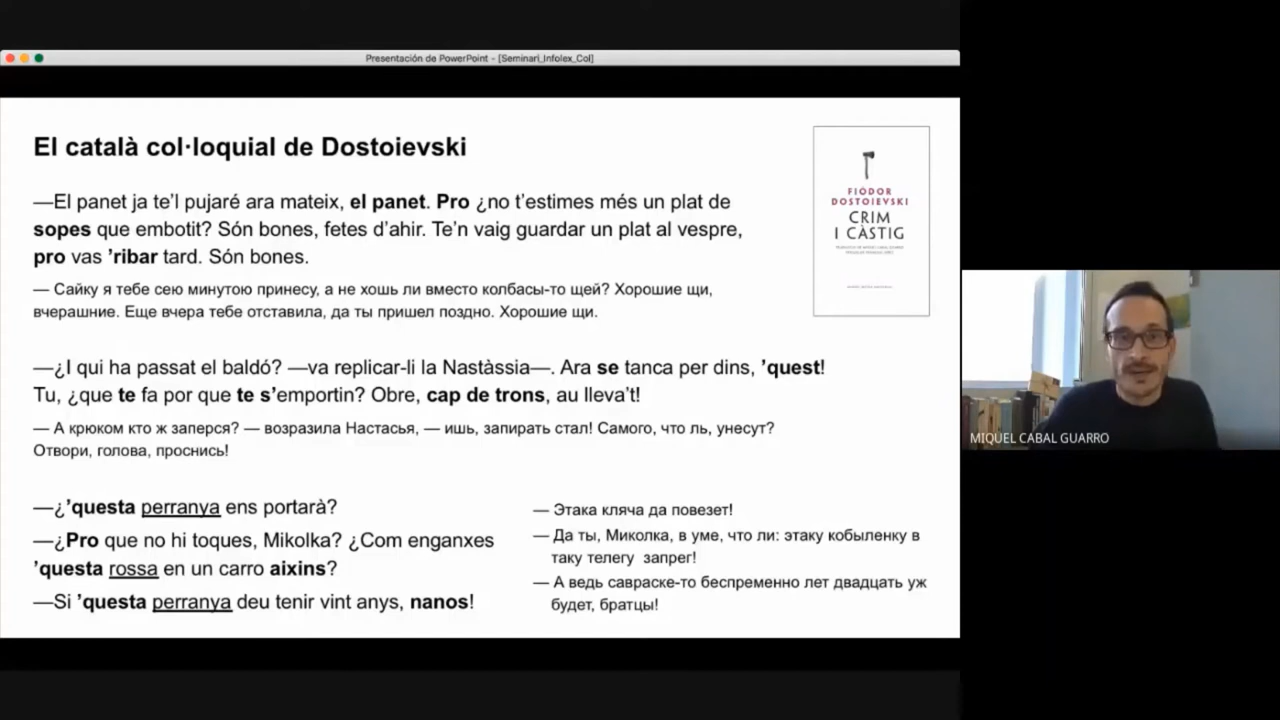 Presentación de PowerPoint - [Seminari_Infolex_Col]
El català col·loquial de Dostoievski
—El panet ja te’l pujaré ara mateix, el panet. Pro ¿no t’estimes més un plat de
sopes que embotit? Són bones, fetes d’ahir. Te’n vaig guardar un plat al vespre,
pro vas ’ribar tard. Són bones.
— Сайку я тебе сею минутою принесу, а не хошь ли вместо колбасы-то щей? Хорошие щи,
вчерашние. Еще вчера тебе отставила, да ты пришел поздно. Хорошие щи.
—¿I qui ha passat el baldó? —va replicar-li la Nastàssia—. Ara se tanca per dins, ’quest!
Tu, ¿que te fa por que te s’emportin? Obre, cap de trons, au lleva’t!
— А крюком кто ж заперся? — возразила Настасья, — ишь, запирать стал! Самого, что ль, унесут?
Отвори, голова, проснись!
—¿’questa perranya ens portarà?
—¿Pro que no hi toques, Mikolka? ¿Com enganxes
’questa rossa en un carro aixins?
—Si ’questa perranya deu tenir vint anys, nanos!
— Этака кляча да повезет!
— Да ты, Миколка, в уме, что ли: этаку кобыленку в
таку телегу запрег!
— А ведь савраске-то беспременно лет двадцать уж
будет, братцы!
FIÓDOR
DOSTOIEVSKI
CRIM
I CÀSTIG
MIQUEL CABAL GUARRO